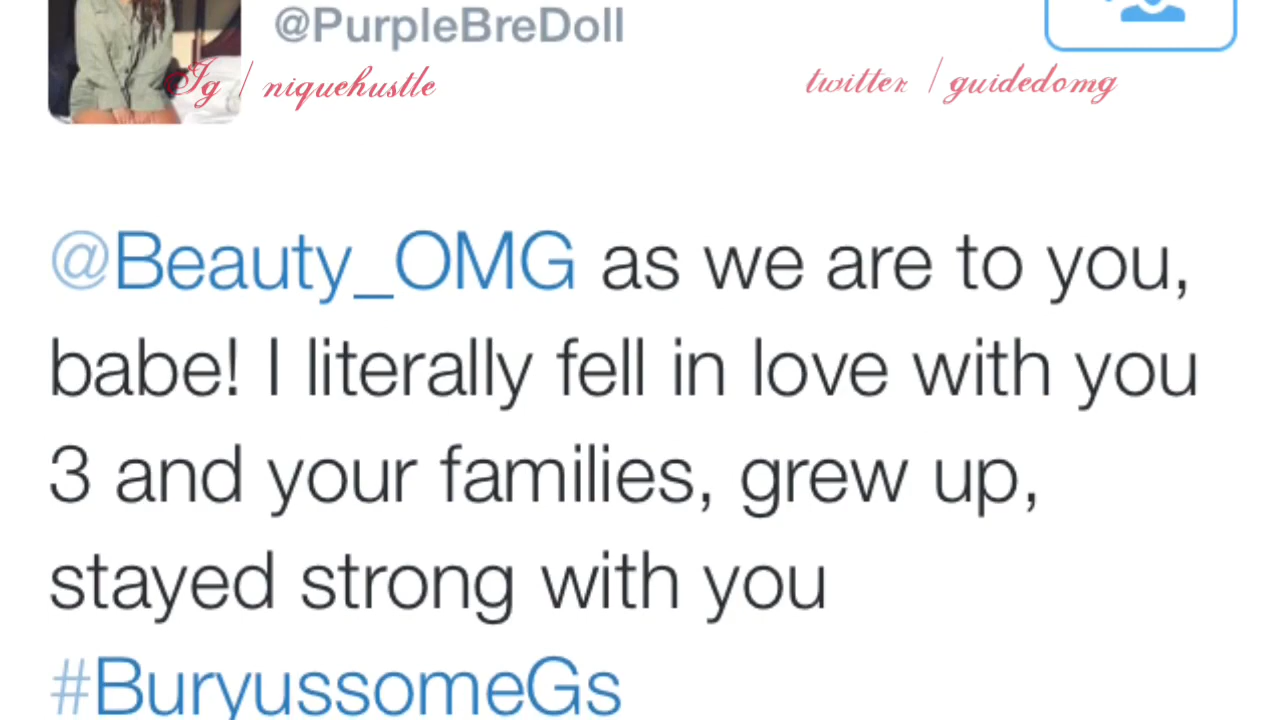 @PurpleBreDoll
Ig / niquehustle
twitter / guidedomg
@Beauty_OMG as we are to you,
babe! I literally fell in love with you
3 and your families, grew up,
stayed strong with you
#BuryussomeGs